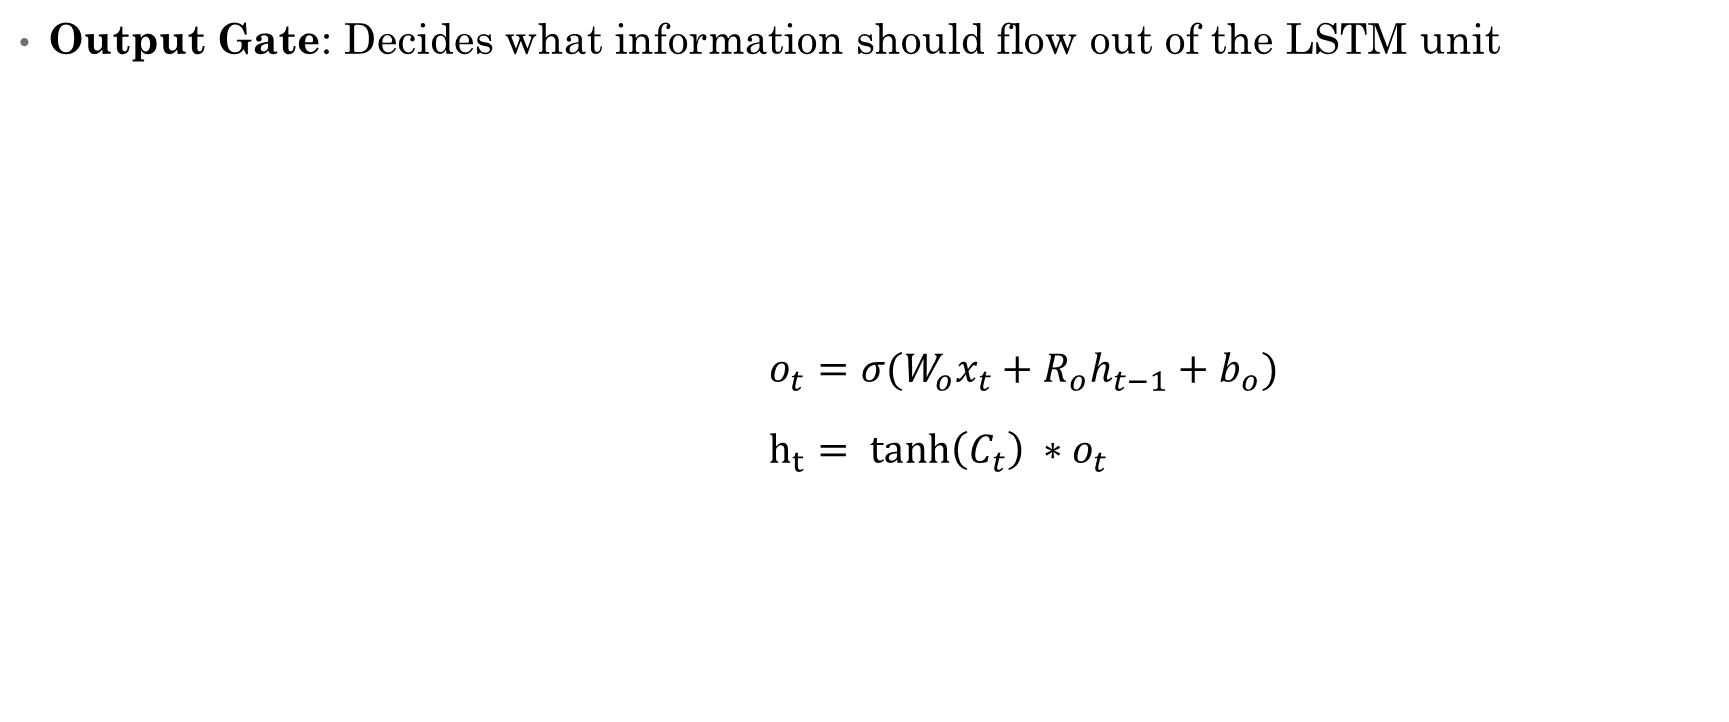 • Output Gate: Decides what information should flow out of the LSTM unit
oₜ = σ(Wₒxₜ + Rₒhₜ₋₁ + bₒ)
hₜ = tanh(Cₜ) * oₜ